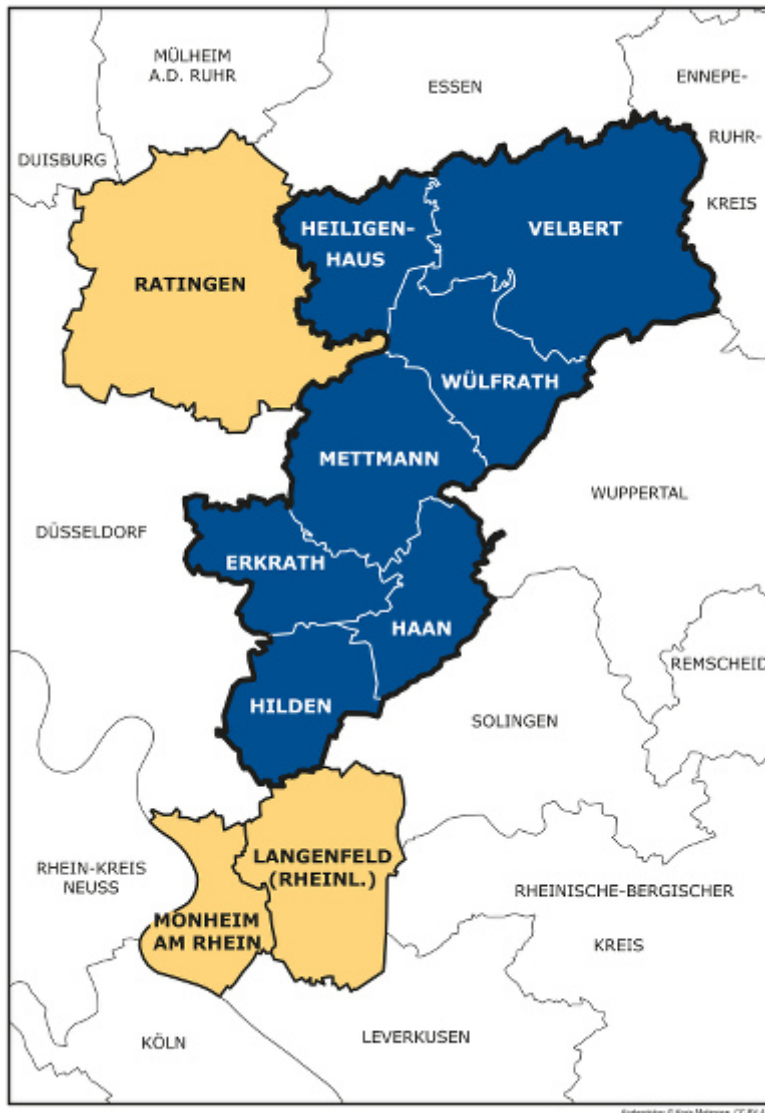 MÜLHEIM
A.D. RUHR
ESSEN
ENNEPE-
RUHR-
KREIS
DUISBURG
HEILIGEN-
HAUS
VELBERT
RATINGEN
WÜLFRATH
METTMANN
WUPPERTAL
DÜSSELDORF
ERKRATH
HAAN
REMSCHEID
HILDEN
SOLINGEN
LANGENFELD
(RHEINL.)
RHEIN-KREIS
NEUSS
RHEINISCHE-BERGISCHER
KREIS
MONHEIM
AM RHEIN
KÖLN
LEVERKUSEN